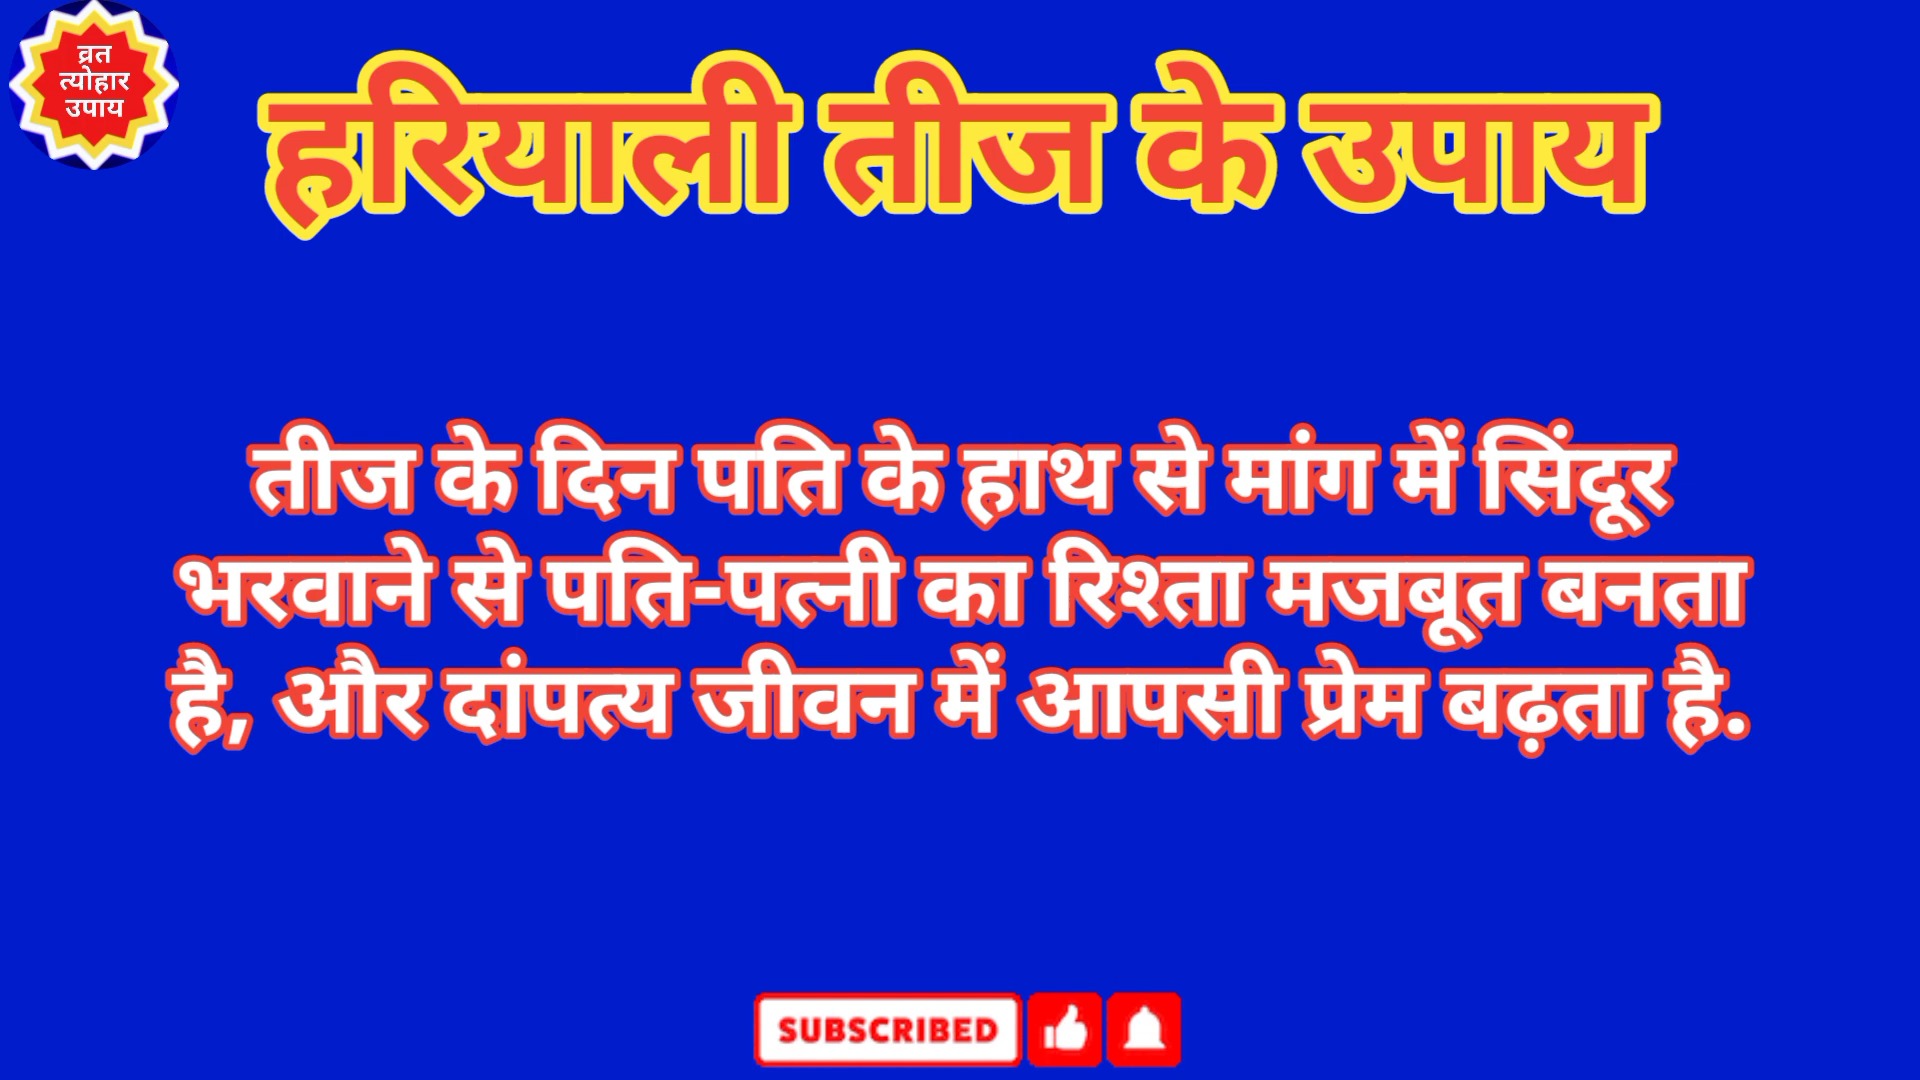 व्रत
त्योहार
उपाय
हरियाली तीज के उपाय
तीज के दिन पति के हाथ से मांग में सिंदूर
भरवाने से पति-पत्नी का रिश्ता मजबूत बनता
है, और दांपत्य जीवन में आपसी प्रेम बढ़ता है.
SUBSCRIBED